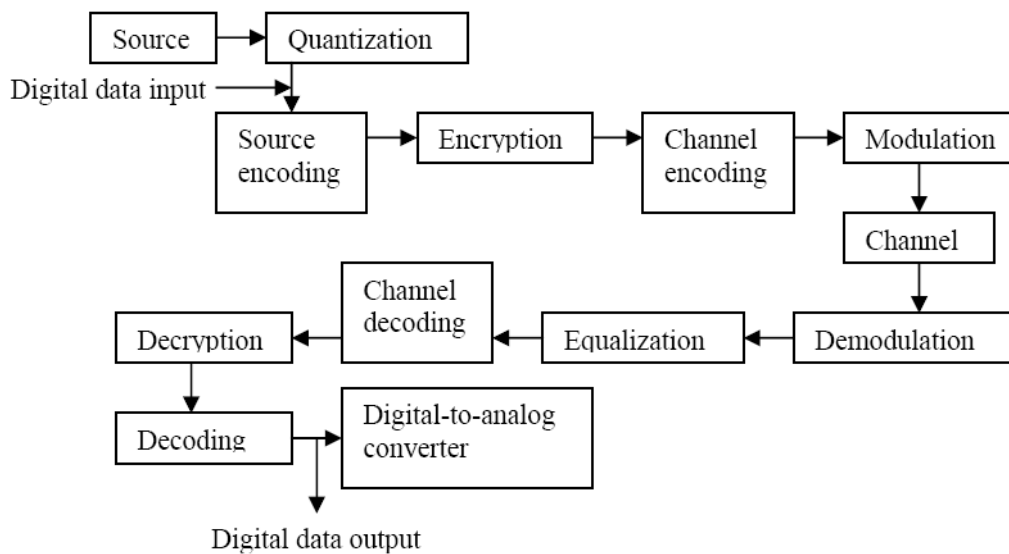 Source
Quantization
Digital data input
Source
encoding
Encryption
Channel
encoding
Modulation
Channel
Demodulation
Equalization
Channel
decoding
Decryption
Decoding
Digital-to-analog
converter
Digital data output